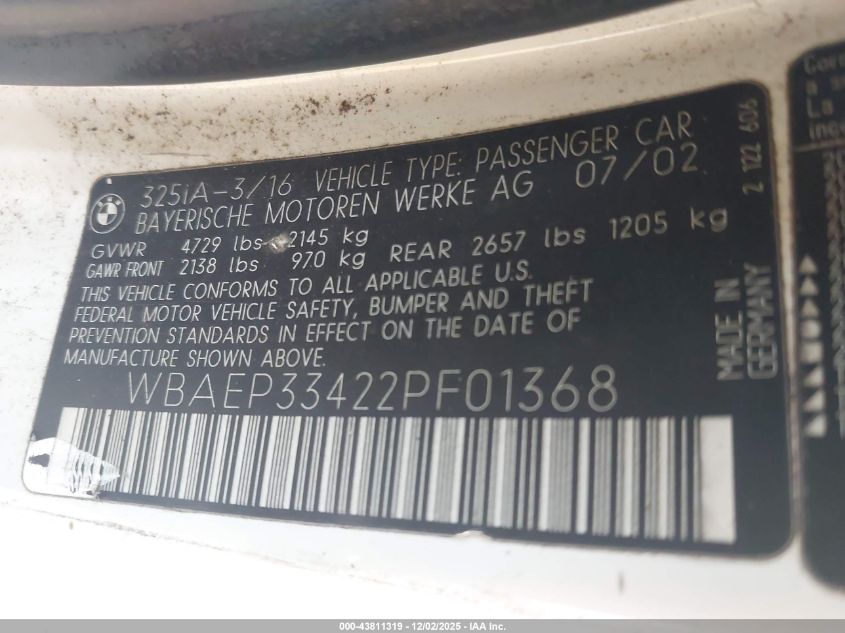 325iA-3/16 VEHICLE TYPE: PASSENGER CAR
BAYERISCHE MOTOREN WERKE AG 07/02
GVWR 4729 lbs 2145 kg
GAWR FRONT 2138 lbs 970 kg REAR 2657 lbs 1205 kg
THIS VEHICLE CONFORMS TO ALL APPLICABLE U.S.
FEDERAL MOTOR VEHICLE SAFETY, BUMPER AND THEFT
PREVENTION STANDARDS IN EFFECT ON THE DATE OF
MANUFACTURE SHOWN ABOVE.
WBAEP33422PF01368
MADE IN
GERMANY
2 122 606
La
000-43811319 - 12/02/2025 - IAA Inc.